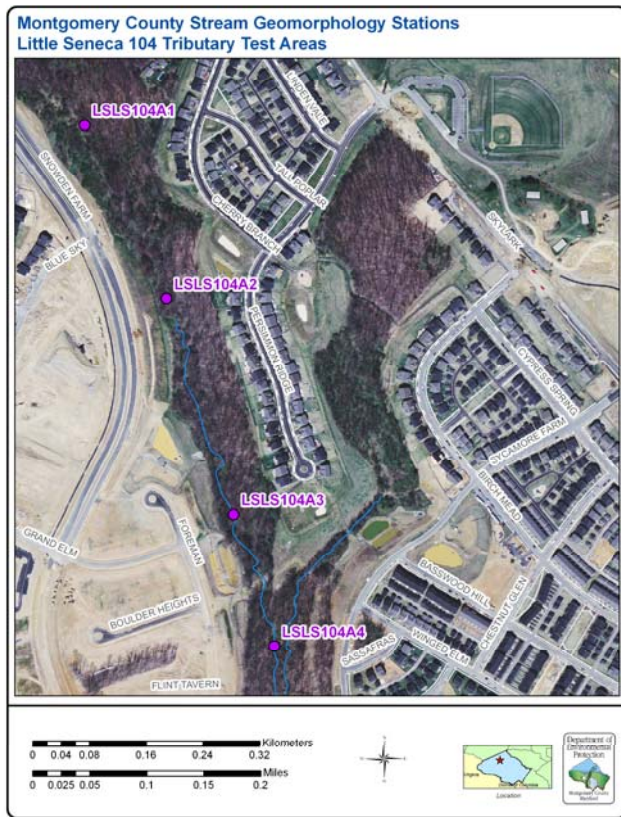 Montgomery County Stream Geomorphology Stations
Little Seneca 104 Tributary Test Areas
LSLS104A1
LINDEN VALE
SNOWDEN FARM
TALL POPLAR
BLUE SKY
CHERRY BRANCH
SKYLARK
LSLS104A2
PERSIMMON RIDGE
CYPRESS SPRING
SYCAMORE FARM
LSLS104A3
BIRCH MEAD
GRAND ELM
FOREMAN
BASSWOOD HILL
CHESTNUT GLEN
BOULDER HEIGHTS
LSLS104A4
WINGED ELM
SASSAFRAS
FLINT TAVERN
Kilometers
0 0.04 0.08 0.16 0.24 0.32
Miles
0 0.025 0.05 0.1 0.15 0.2
Virginia
Location
Department of
Environmental
Protection
Montgomery County
Maryland